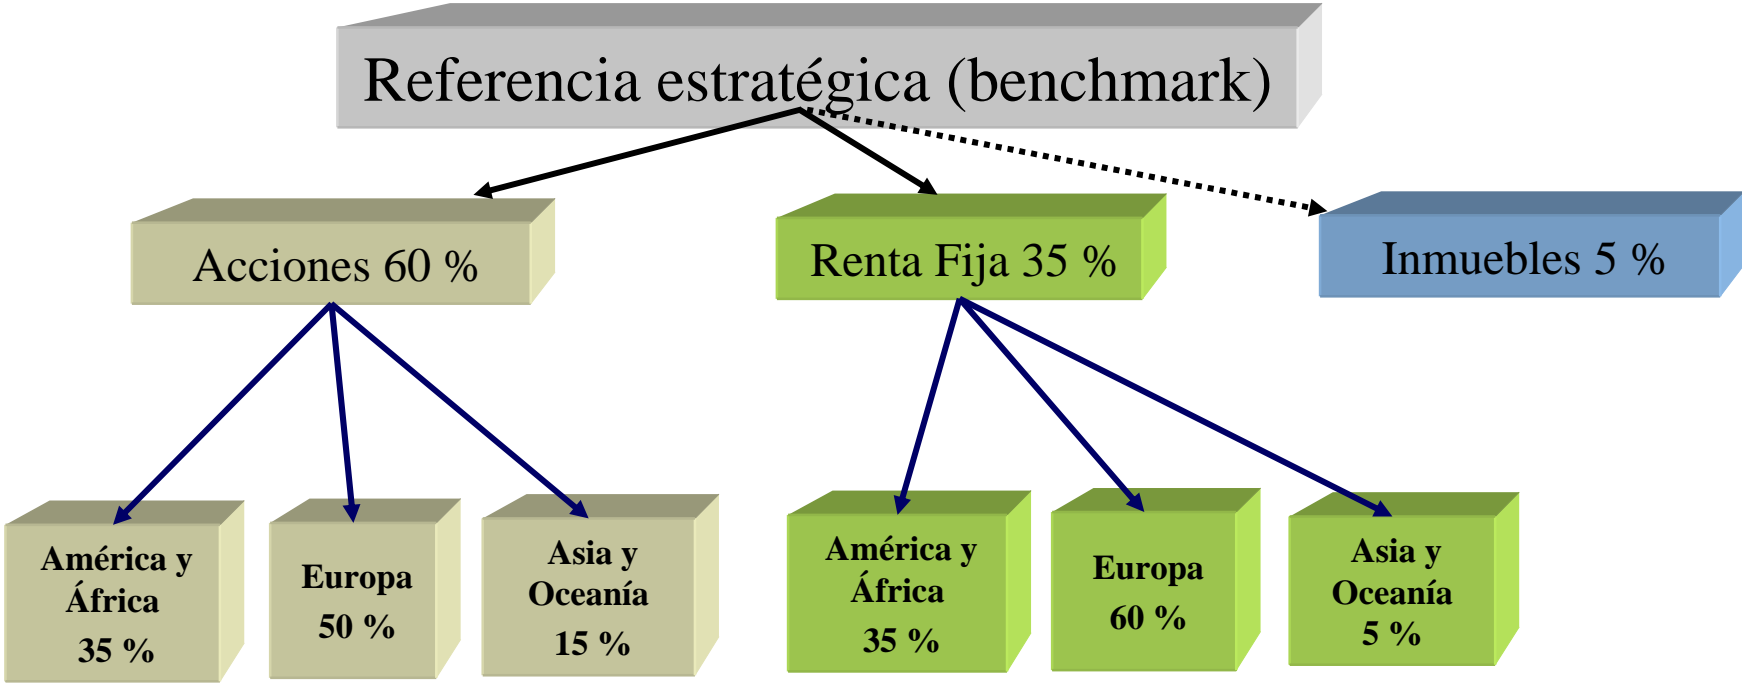 Referencia estratégica (benchmark)
Acciones 60 %
Renta Fija 35 %
Inmuebles 5 %
América y
África
35 %
Europa
50 %
Asia y
Oceanía
15 %
América y
África
35 %
Europa
60 %
Asia y
Oceanía
5 %